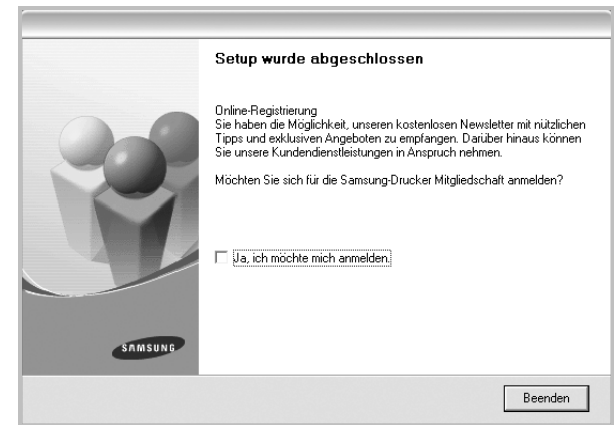 Setup wurde abgeschlossen
Online-Registrierung
Sie haben die Möglichkeit, unseren kostenlosen Newsletter mit nützlichen
Tipps und exklusiven Angeboten zu empfangen. Darüber hinaus können
Sie unsere Kundendienstleistungen in Anspruch nehmen.
Möchten Sie sich für die Samsung-Drucker Mitgliedschaft anmelden?
Ja, ich möchte mich anmelden.
SAMSUNG
Beenden